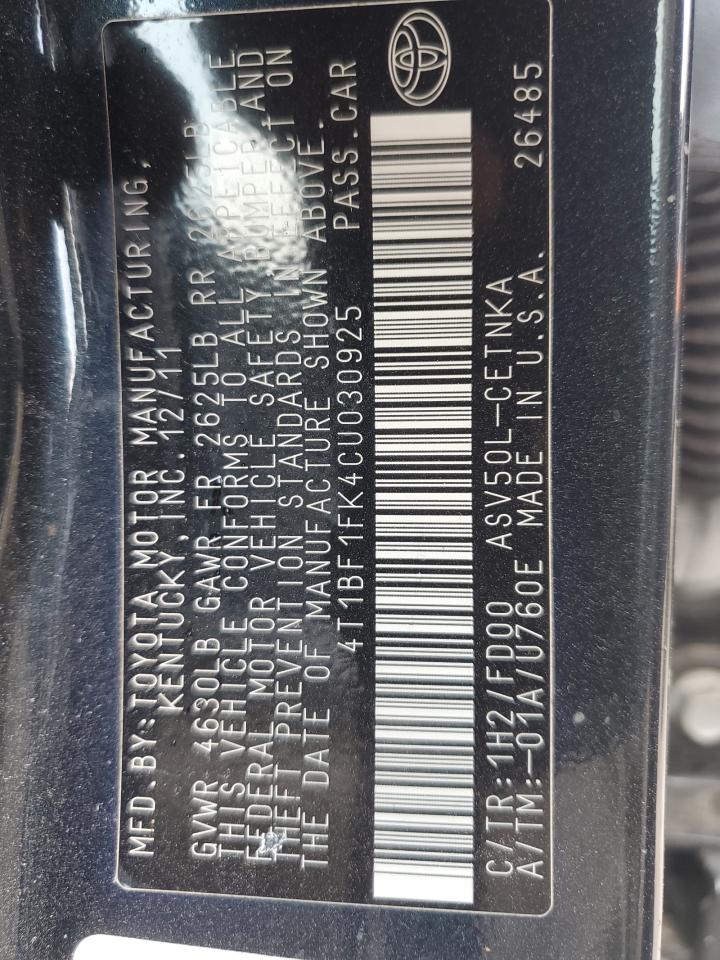 MFD.BY:TOYOTA MOTOR MANUFACTURING,
KENTUCKY,INC.12/11
GVWR 4630LB GAWR FR 2625LB RR 2625LB
THIS VEHICLE CONFORMS TO ALL APPLICABLE
FEDERAL MOTOR VEHICLE SAFETY,BUMPER,AND
THEFT PREVENTION STANDARDS IN EFFECT ON
THE DATE OF MANUFACTURE SHOWN ABOVE.
4T1BF1FK4CU030925 PASS.CAR
C/TR:1H2/FD00 ASV50L-CETNKA 26485
A/TM:-01A/U760E MADE IN U.S.A.